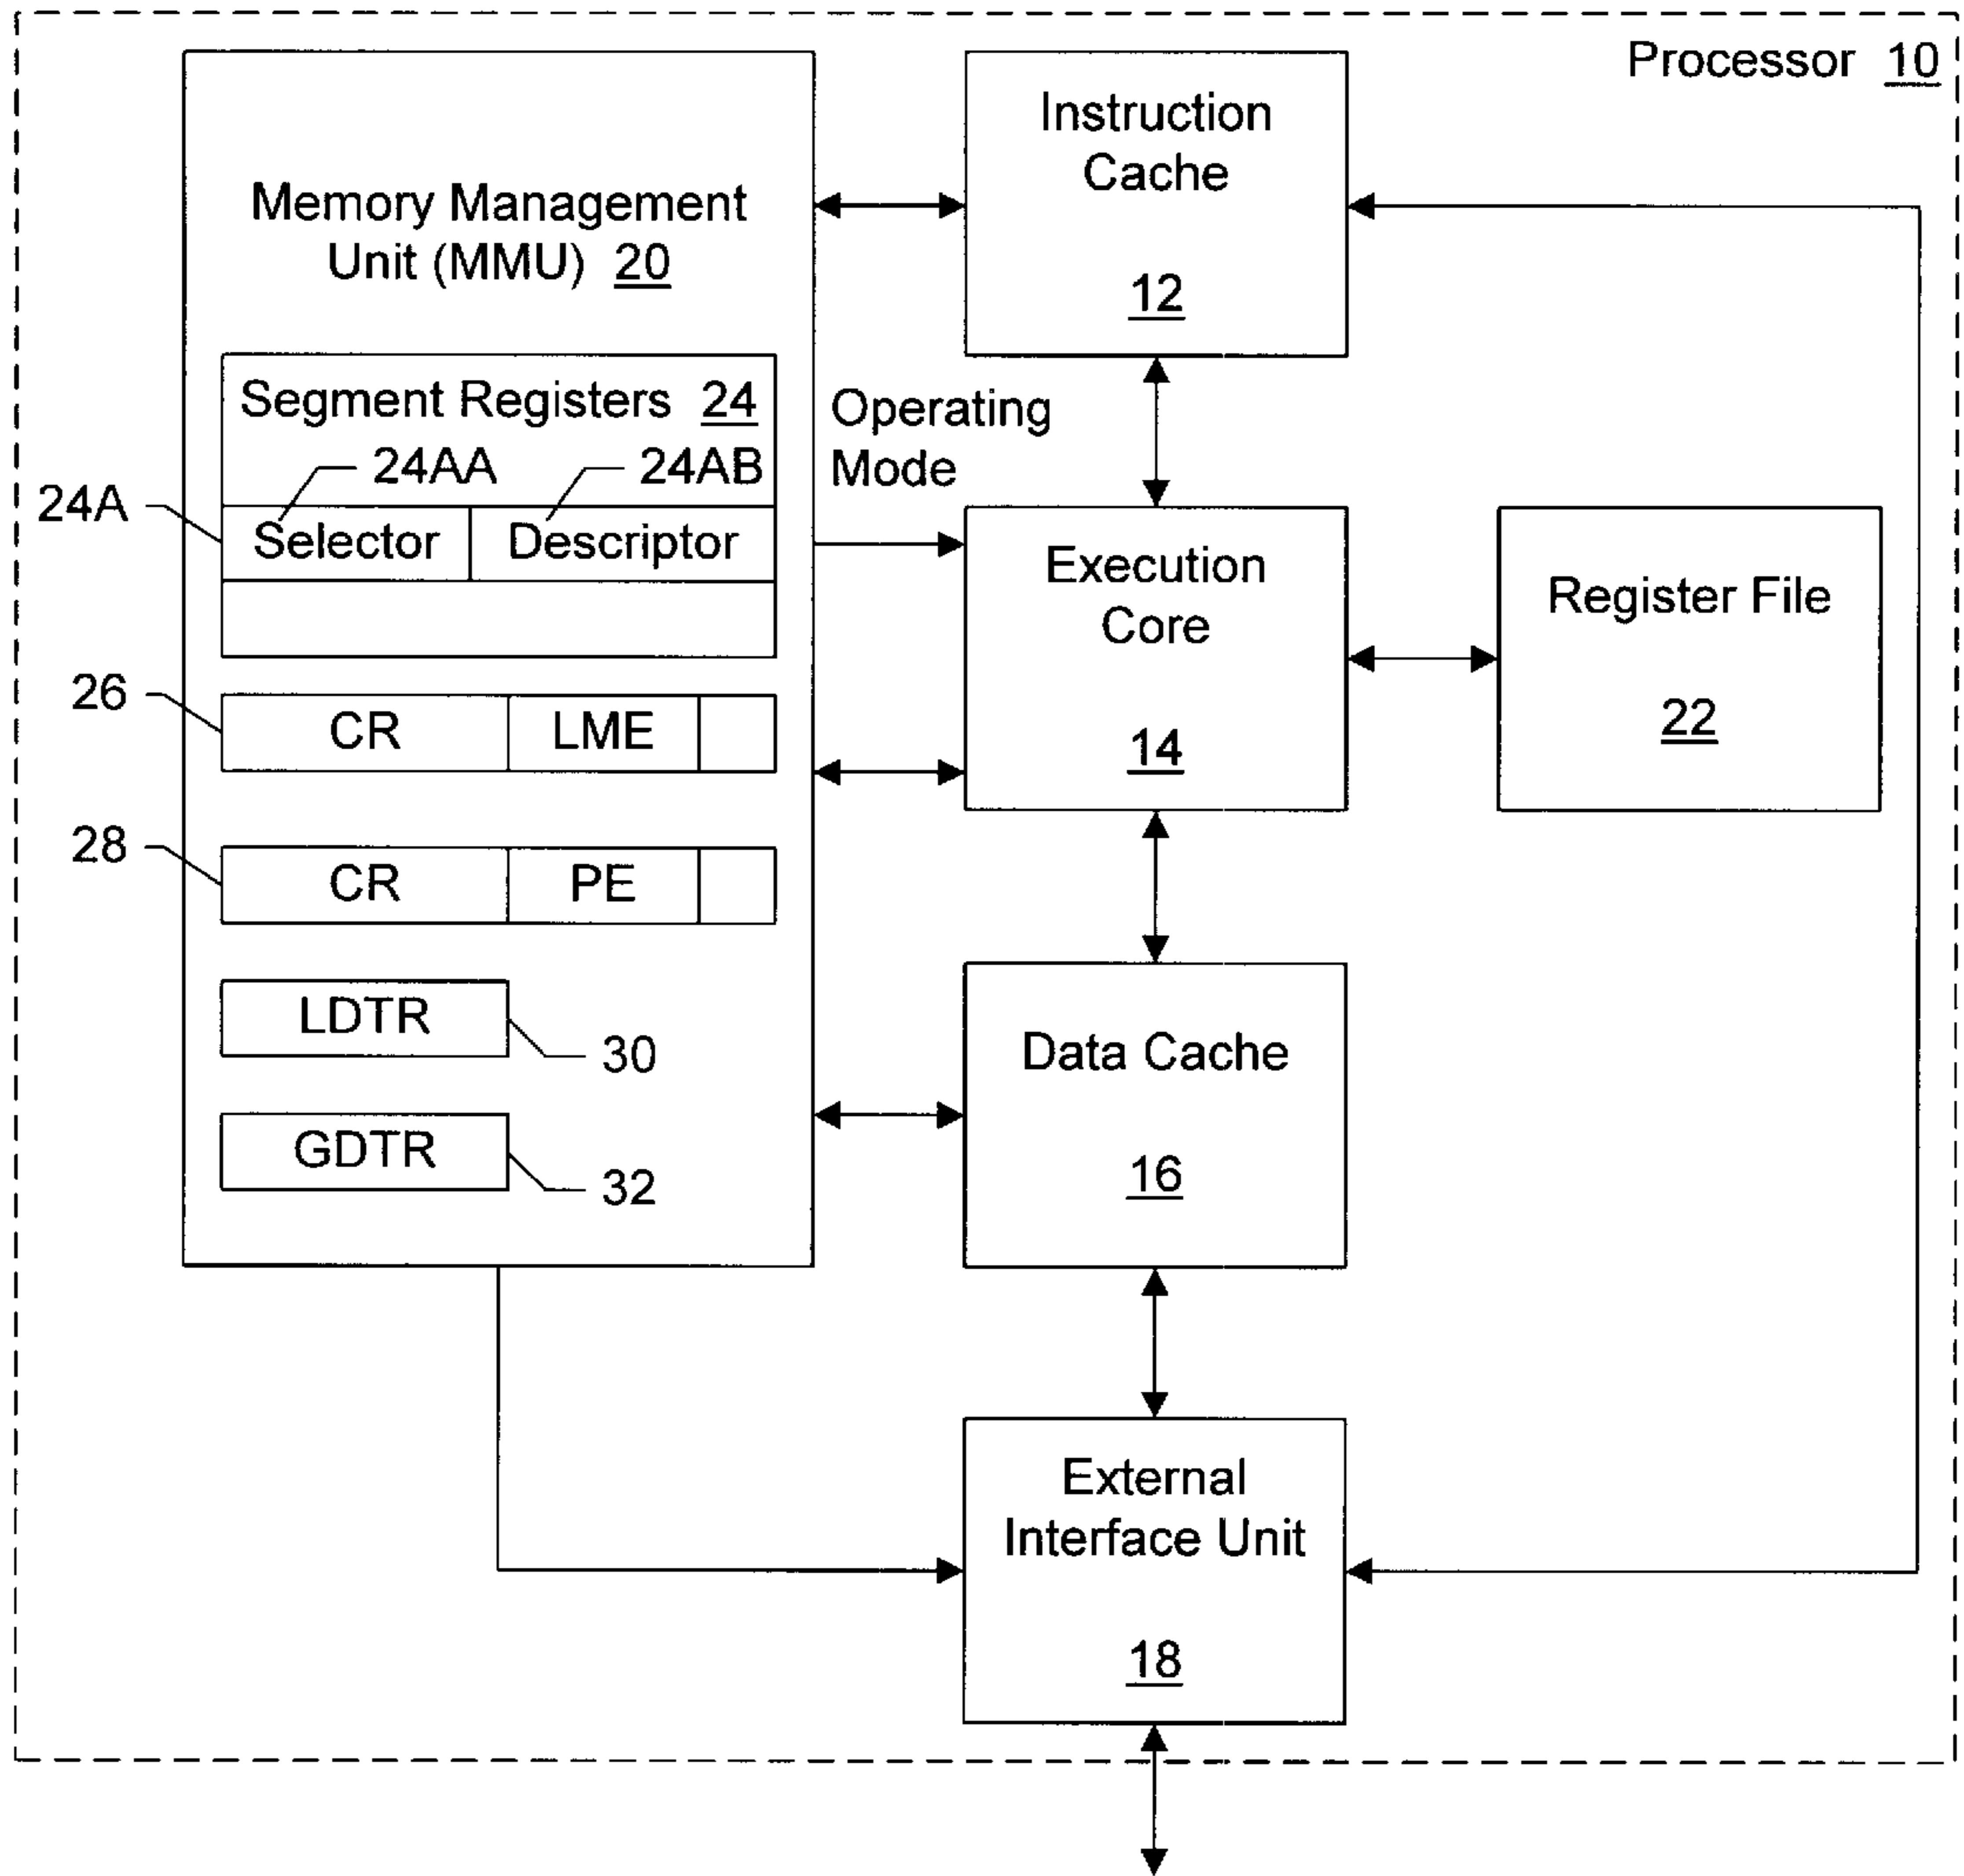 Processor 10
Instruction
Cache
12
Memory Management
Unit (MMU) 20
Segment Registers 24
24AA
24AB
24A
Selector
Descriptor
Operating
Mode
Execution
Core
14
Register File
22
26
CR
LME
28
CR
PE
LDTR
30
GDTR
32
Data Cache
16
External
Interface Unit
18